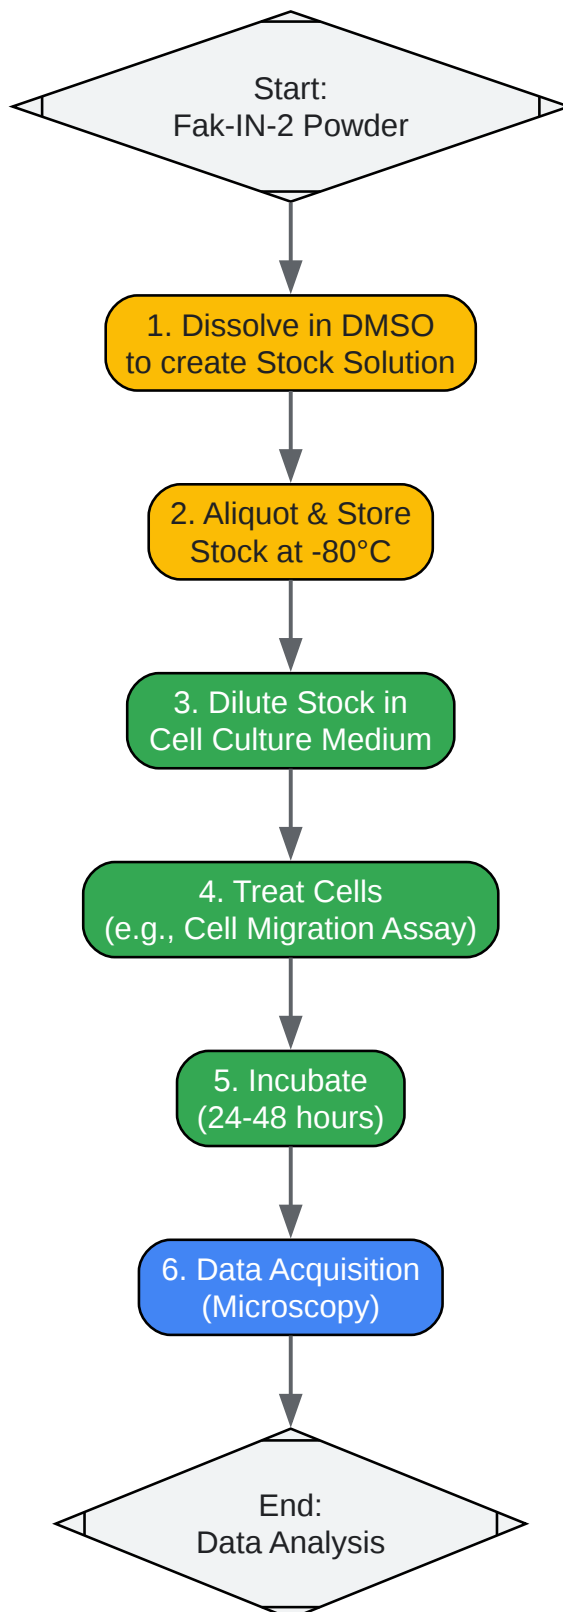 Start:
Fak-IN-2 Powder
1. Dissolve in DMSO
to create Stock Solution
2. Aliquot & Store
Stock at -80°C
3. Dilute Stock in
Cell Culture Medium
4. Treat Cells
(e.g., Cell Migration Assay)
5. Incubate
(24-48 hours)
6. Data Acquisition
(Microscopy)
End:
Data Analysis